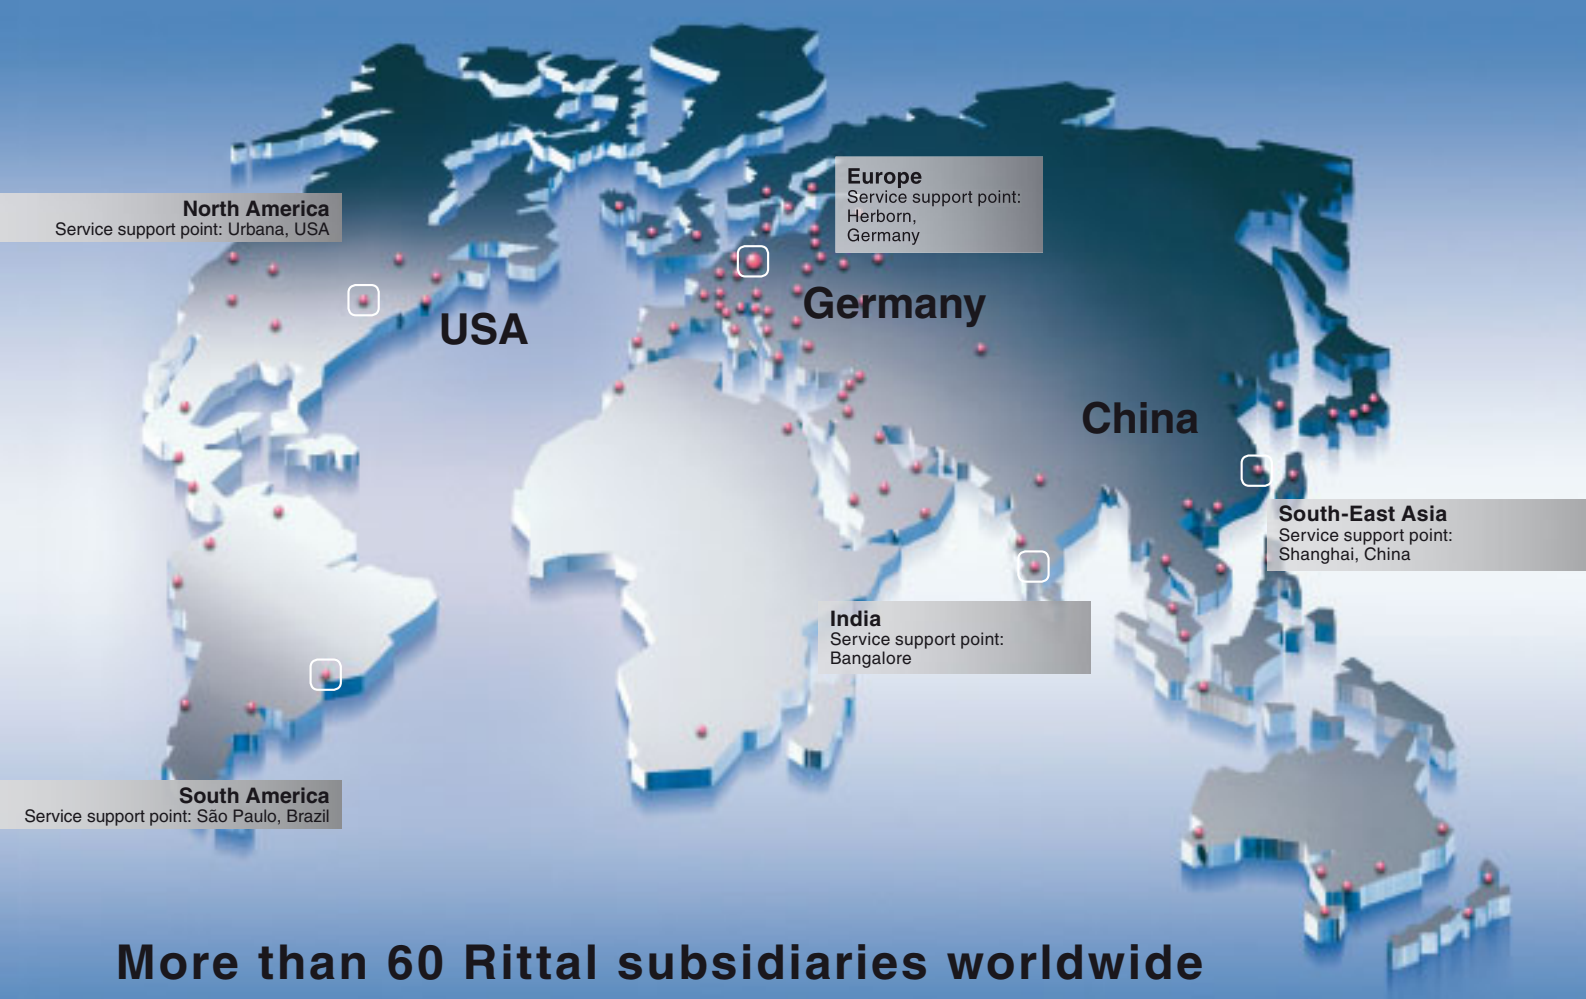 Europe
Service support point:
Herborn,
Germany
North America
Service support point: Urbana, USA
Germany
USA
China
South-East Asia
Service support point:
Shanghai, China
India
Service support point:
Bangalore
South America
Service support point: São Paulo, Brazil
More than 60 Rittal subsidiaries worldwide